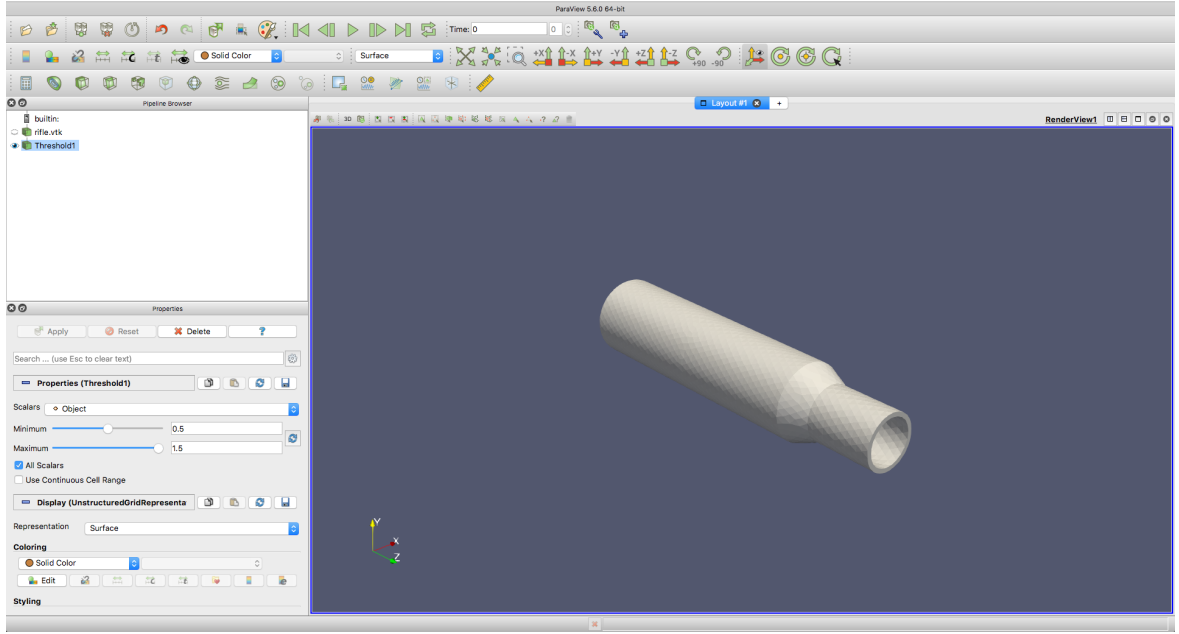 ParaView 5.6.0 64-bit
Time: 0 0
Solid Color Surface +X -X +Y -Y +Z -Z +90 -90
Pipeline Browser
Layout #1 +
builtin:
3D
RenderView1
rifle.vtk
Threshold1
Properties
Apply Reset Delete ?
Search ... (use Esc to clear text)
Properties (Threshold1)
Scalars Object
Minimum 0.5
Maximum 1.5
All Scalars
Use Continuous Cell Range
Display (UnstructuredGridRepresenta
Representation Surface
Coloring
Solid Color
Edit
Styling
Y
X
Z